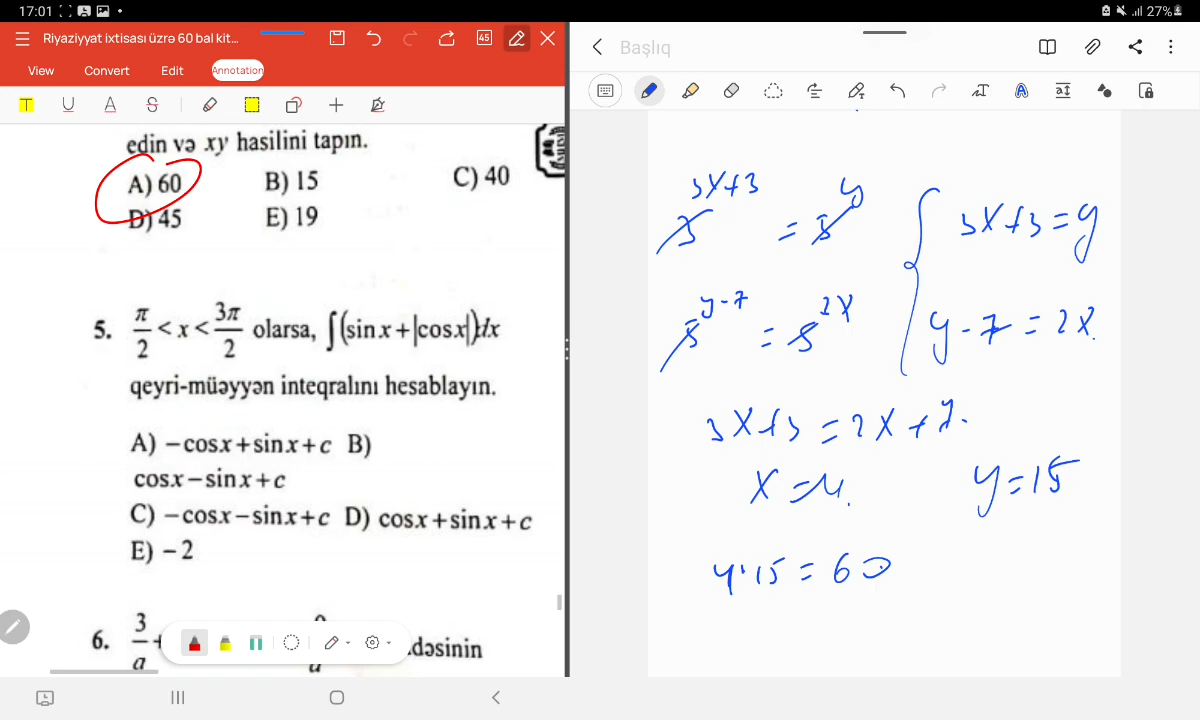 17:01
27%
Riyaziyyat ixtisası üzrə 60 bal kit...
45
View Convert Edit Annotation
Başlıq
edin və xy hasilini tapın.
A) 60 B) 15 C) 40
D) 45 E) 19
5. π/2 < x < 3π/2 olarsa, ∫(sin x + |cos x|)dx
qeyri-müəyyən inteqralını hesablayın.
A) −cos x + sin x + c B)
cos x − sin x + c
C) −cos x − sin x + c D) cos x + sin x + c
E) −2
6. 3/a
dəsinin
3x+3 = y
y-7 = 2x
3x+3 = 2x+7.
x = 4. y = 15
4·15 = 60